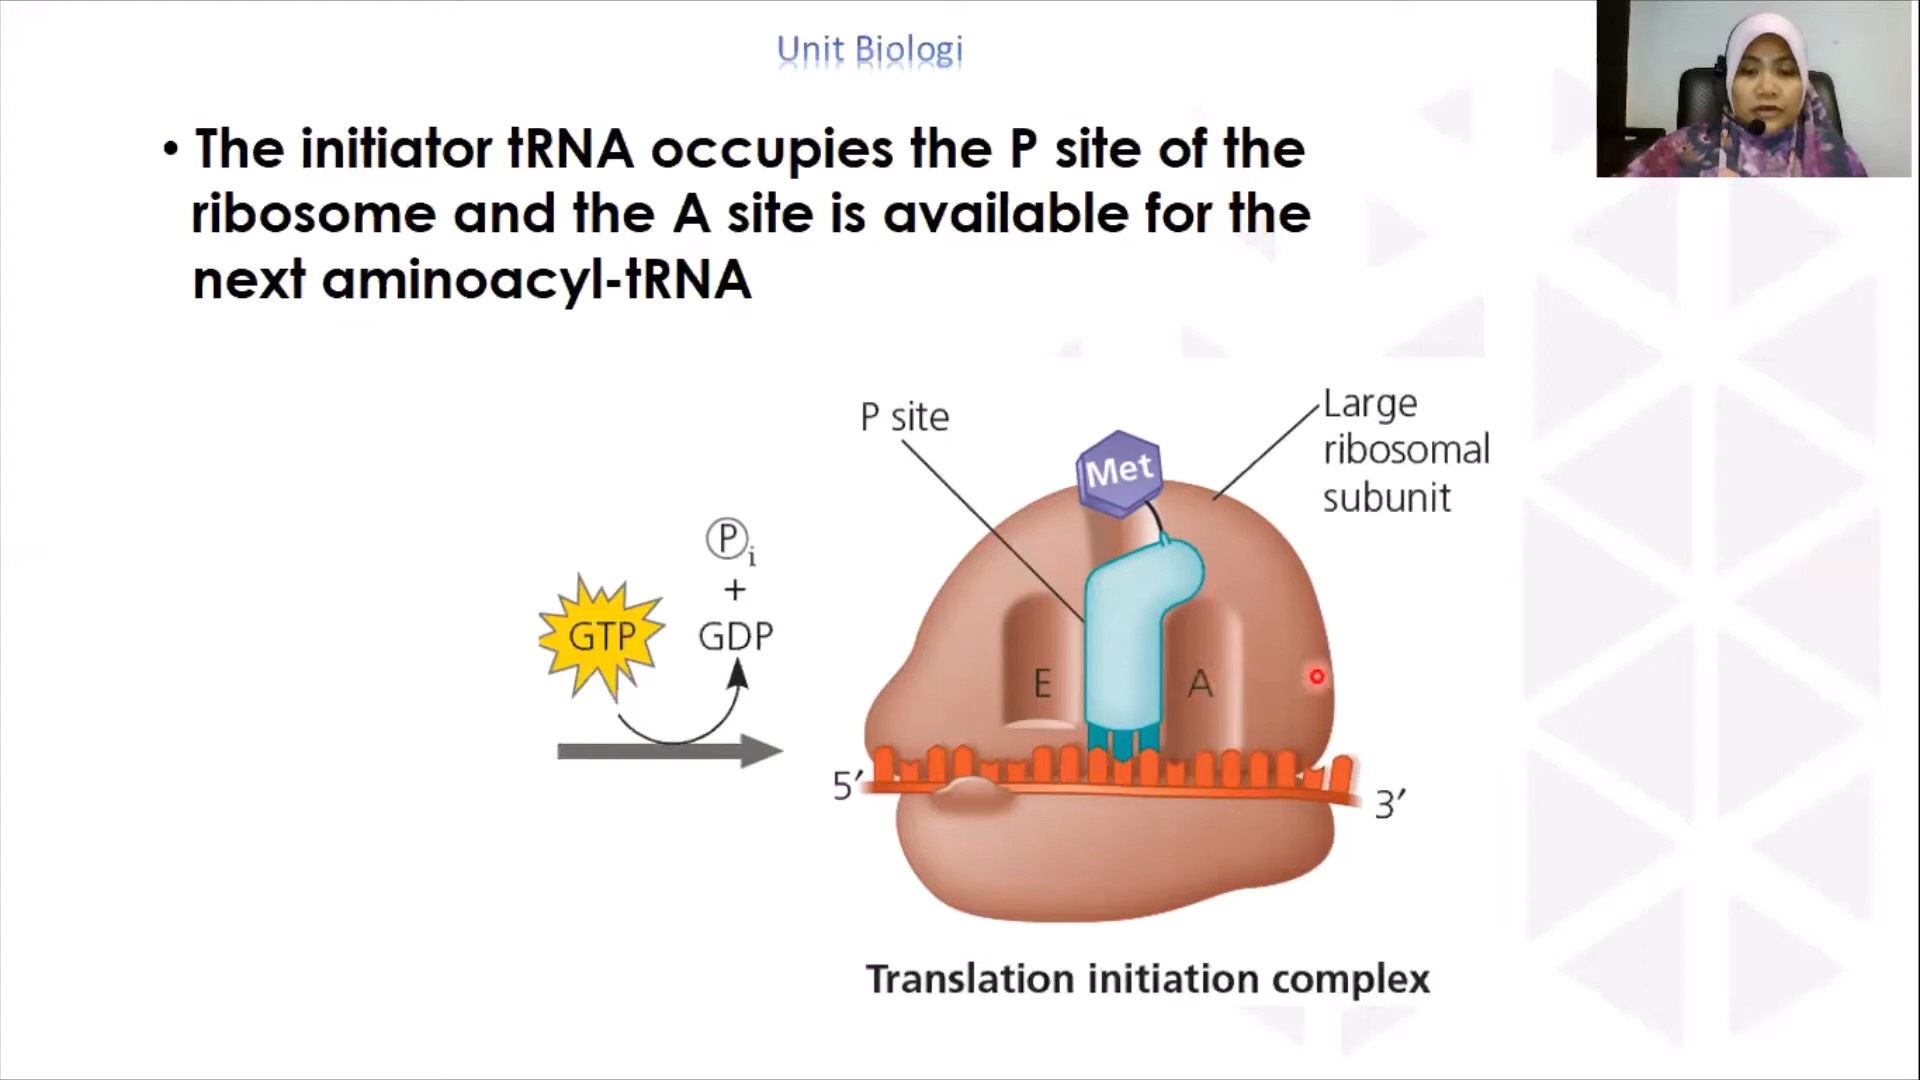 Unit Biologi
• The initiator tRNA occupies the P site of the
ribosome and the A site is available for the
next aminoacyl-tRNA
P site
Large
ribosomal
subunit
Met
Pi
+
GTP
GDP
E
A
5′
3′
Translation initiation complex